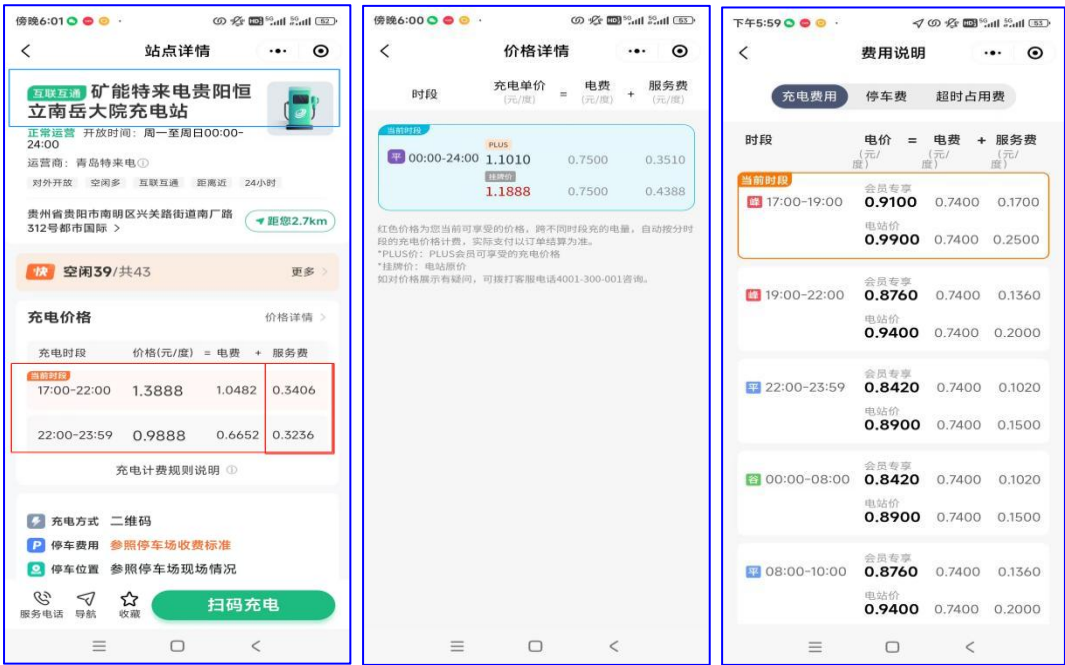 傍晚6:01
HD 5G 5G 52
站点详情
互联互通 矿能特来电贵阳恒
立南岳大院充电站
正常运营 开放时间：周一至周日00:00-
24:00
运营商：青岛特来电
对外开放 空闲多 互联互通 距离近 24小时
贵州省贵阳市南明区兴关路街道南厂路
312号都市国际 >
距您2.7km
快 空闲39/共43 更多 >
充电价格 价格详情 >
充电时段 价格(元/度) = 电费 + 服务费
当前时段
17:00-22:00 1.3888 1.0482 0.3406
22:00-23:59 0.9888 0.6652 0.3236
充电计费规则说明
充电方式 二维码
P 停车费用 参照停车场收费标准
停车位置 参照停车场现场情况
服务电话 导航 收藏 扫码充电
傍晚6:00
HD 5G 5G 53
价格详情
时段 充电单价 = 电费 + 服务费
(元/度) (元/度) (元/度)
当前时段
PLUS
平 00:00-24:00 1.1010 0.7500 0.3510
挂牌价
1.1888 0.7500 0.4388
红色价格为您当前可享受的价格，跨不同时段充的电量，自动按分时
段的充电价格计费，实际支付以订单结算为准。
*PLUS价：PLUS会员可享受的充电价格
*挂牌价：电站原价
如对价格展示有疑问，可拨打客服电话4001-300-001咨询。
下午5:59
HD 5G 5G 53
费用说明
充电费用 停车费 超时占用费
时段 电价 = 电费 + 服务费
(元/度) (元/度) (元/度)
当前时段
会员专享
峰 17:00-19:00 0.9100 0.7400 0.1700
电站价
0.9900 0.7400 0.2500
会员专享
峰 19:00-22:00 0.8760 0.7400 0.1360
电站价
0.9400 0.7400 0.2000
会员专享
平 22:00-23:59 0.8420 0.7400 0.1020
电站价
0.8900 0.7400 0.1500
会员专享
谷 00:00-08:00 0.8420 0.7400 0.1020
电站价
0.8900 0.7400 0.1500
会员专享
平 08:00-10:00 0.8760 0.7400 0.1360
电站价
0.9400 0.7400 0.2000